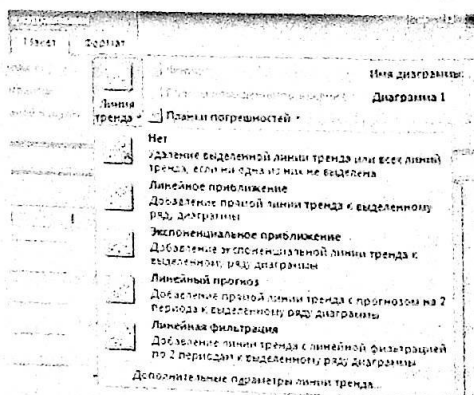 Макет Формат
Имя диаграммы:
Диаграмма 1
Линия
тренда
Планки погрешностей
Нет
Удаление выделенной линии тренда или всех линий
тренда, если ни одна из них не выделена
Линейное приближение
Добавление прямой линии тренда к выделенному
ряду диаграммы
Экспоненциальное приближение
Добавление экспоненциальной линии тренда к
выделенному ряду диаграммы
Линейный прогноз
Добавление прямой линии тренда с прогнозом на 2
периода к выделенному ряду диаграммы
Линейная фильтрация
Добавление линии тренда с линейной фильтрацией
по 2 периодам к выделенному ряду диаграммы
Дополнительные параметры линии тренда...